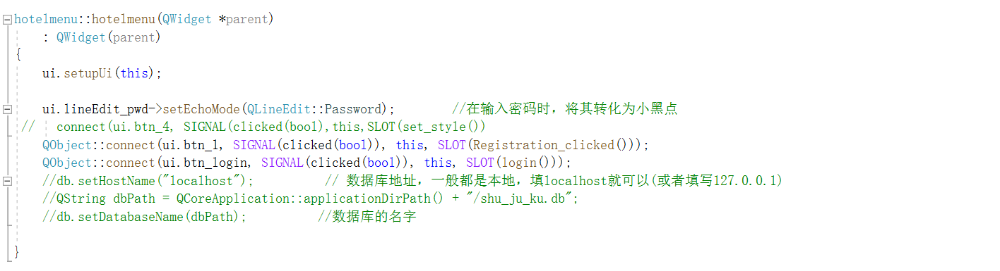 hotelmenu::hotelmenu(QWidget *parent)
    : QWidget(parent)
{
    ui.setupUi(this);
    ui.lineEdit_pwd->setEchoMode(QLineEdit::Password);        //在输入密码时，将其转化为小黑点
//    connect(ui.btn_4, SIGNAL(clicked(bool),this,SLOT(set_style())
    QObject::connect(ui.btn_l, SIGNAL(clicked(bool)), this, SLOT(Registration_clicked()));
    QObject::connect(ui.btn_login, SIGNAL(clicked(bool)), this, SLOT(login()));
    //db.setHostName("localhost");          // 数据库地址，一般都是本地，填localhost就可以(或者填写127.0.0.1)
    //QString dbPath = QCoreApplication::applicationDirPath() + "/shu_ju_ku.db";
    //db.setDatabaseName(dbPath);          //数据库的名字
}